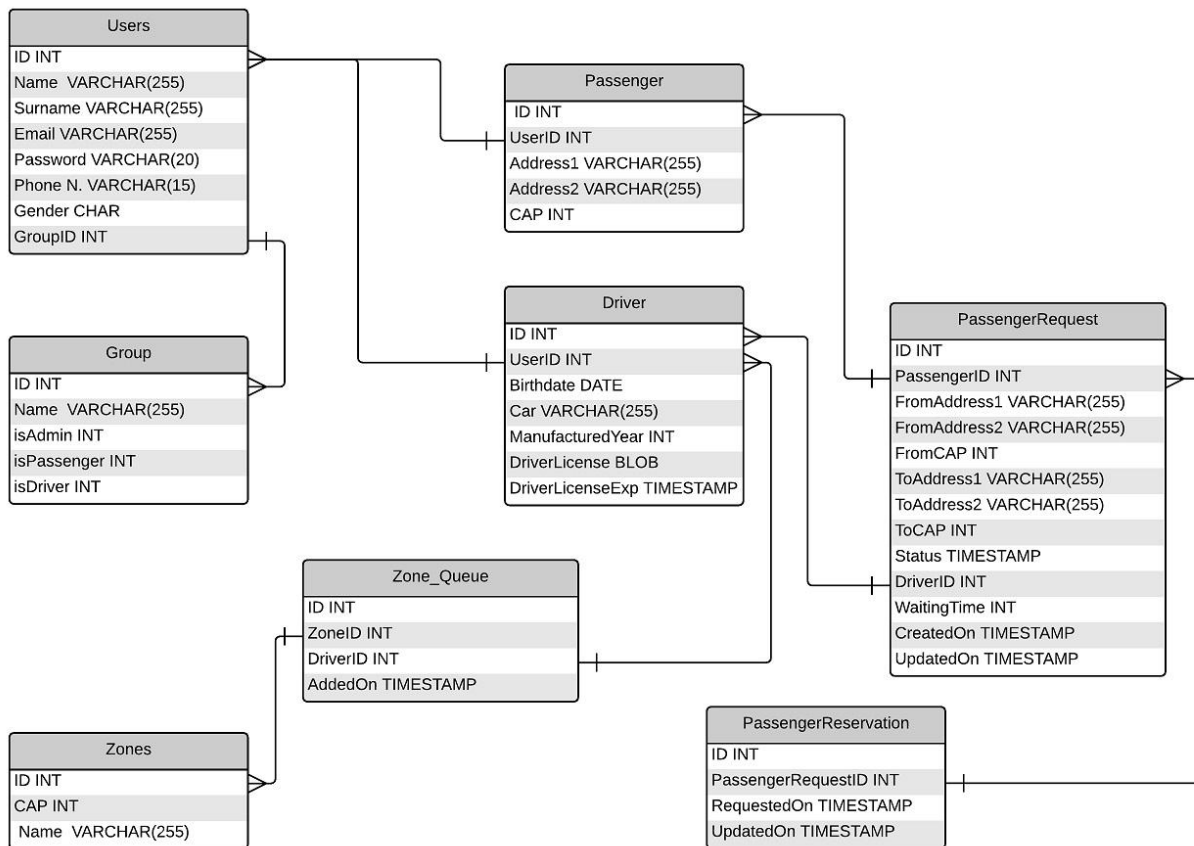 Users
ID INT
Name VARCHAR(255)
Surname VARCHAR(255)
Email VARCHAR(255)
Password VARCHAR(20)
Phone N. VARCHAR(15)
Gender CHAR
GroupID INT
Passenger
ID INT
UserID INT
Address1 VARCHAR(255)
Address2 VARCHAR(255)
CAP INT
Driver
ID INT
UserID INT
Birthdate DATE
Car VARCHAR(255)
ManufacturedYear INT
DriverLicense BLOB
DriverLicenseExp TIMESTAMP
PassengerRequest
ID INT
PassengerID INT
FromAddress1 VARCHAR(255)
FromAddress2 VARCHAR(255)
FromCAP INT
ToAddress1 VARCHAR(255)
ToAddress2 VARCHAR(255)
ToCAP INT
Status TIMESTAMP
DriverID INT
WaitingTime INT
CreatedOn TIMESTAMP
UpdatedOn TIMESTAMP
Group
ID INT
Name VARCHAR(255)
isAdmin INT
isPassenger INT
isDriver INT
Zone_Queue
ID INT
ZoneID INT
DriverID INT
AddedOn TIMESTAMP
Zones
ID INT
CAP INT
Name VARCHAR(255)
PassengerReservation
ID INT
PassengerRequestID INT
RequestedOn TIMESTAMP
UpdatedOn TIMESTAMP